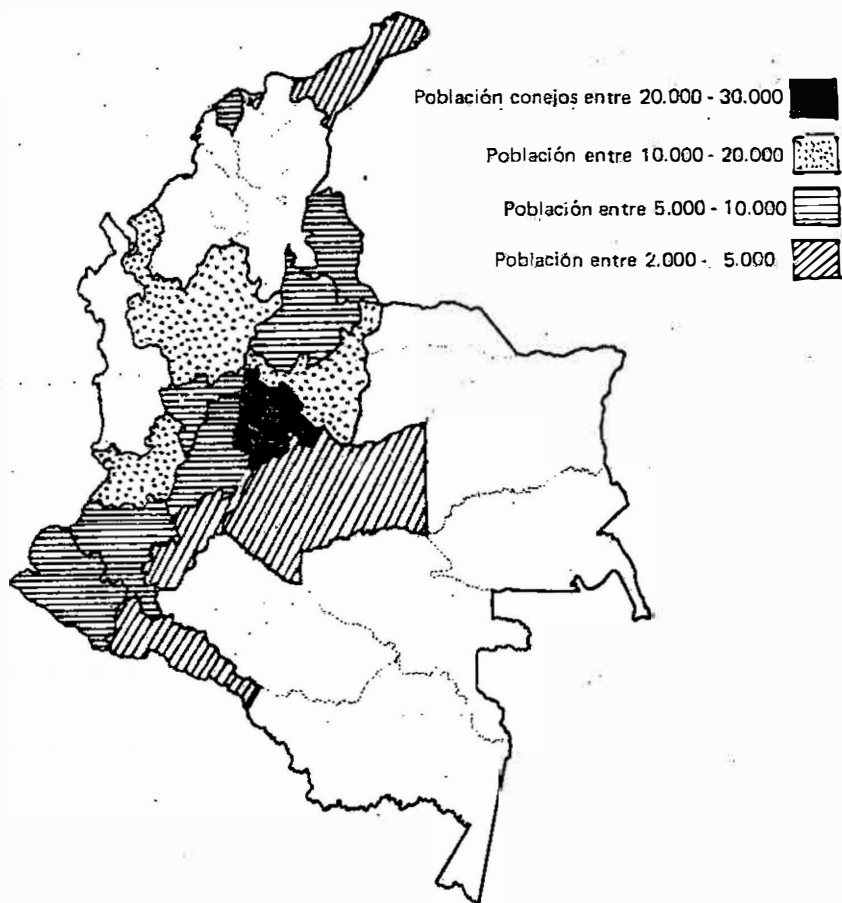 Población conejos entre 20.000 - 30.000
Población entre 10.000 - 20.000
Población entre 5.000 - 10.000
Población entre 2.000 - 5.000